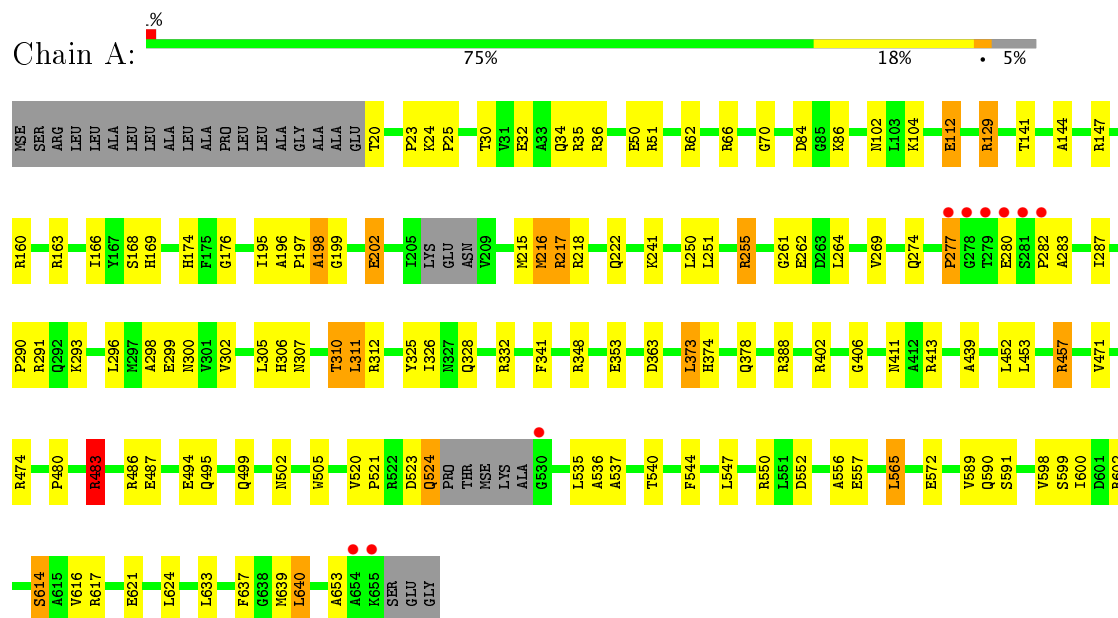 .%
Chain A:
75% 18% • 5%
MSE SER ARG LEU LEU ALA LEU LEU ALA LEU ALA PRO LEU LEU ALA GLY ALA ALA GLU I20 P23 K24 P25 T30 V31 E32 A33 Q34 R35 R36 E50 R51 R62 R66 G70 D84 G85 K86 N102 L103 K104 E112 R129 T141 A144 R147
R160 R163 I166 Y167 S168 H169 H174 F175 G176 I195 A196 P197 A198 G199 E202 I205 LYS GLU ASN V209 M215 M216 R217 R218 Q222 K241 L250 L251 R255 G261 E262 D263 L264 V269 Q274 P277 G278 T279 E280 S281 P282 A283 I287
P290 R291 Q292 K293 L296 M297 A298 E299 N300 V301 V302 L305 H306 N307 T310 L311 R312 Y325 I326 N327 Q328 R332 F341 R348 E353 D363 L373 H374 Q378 R388 R402 G406 N411 A412 R413 A439 L452 L453 R457 V471
R474 P480 R483 R486 E487 E494 Q495 Q499 N502 W505 V520 P521 R522 D523 Q524 PRO THR MSE LYS ALA G530 L535 A536 A537 T540 F544 L547 R550 L551 D552 A556 E557 L565 E572 V589 Q590 S591 V598 S599 I600 D601 R602
S614 A615 V616 R617 E621 L624 L633 F637 G638 M639 L640 A653 A654 K655 SER GLU GLY